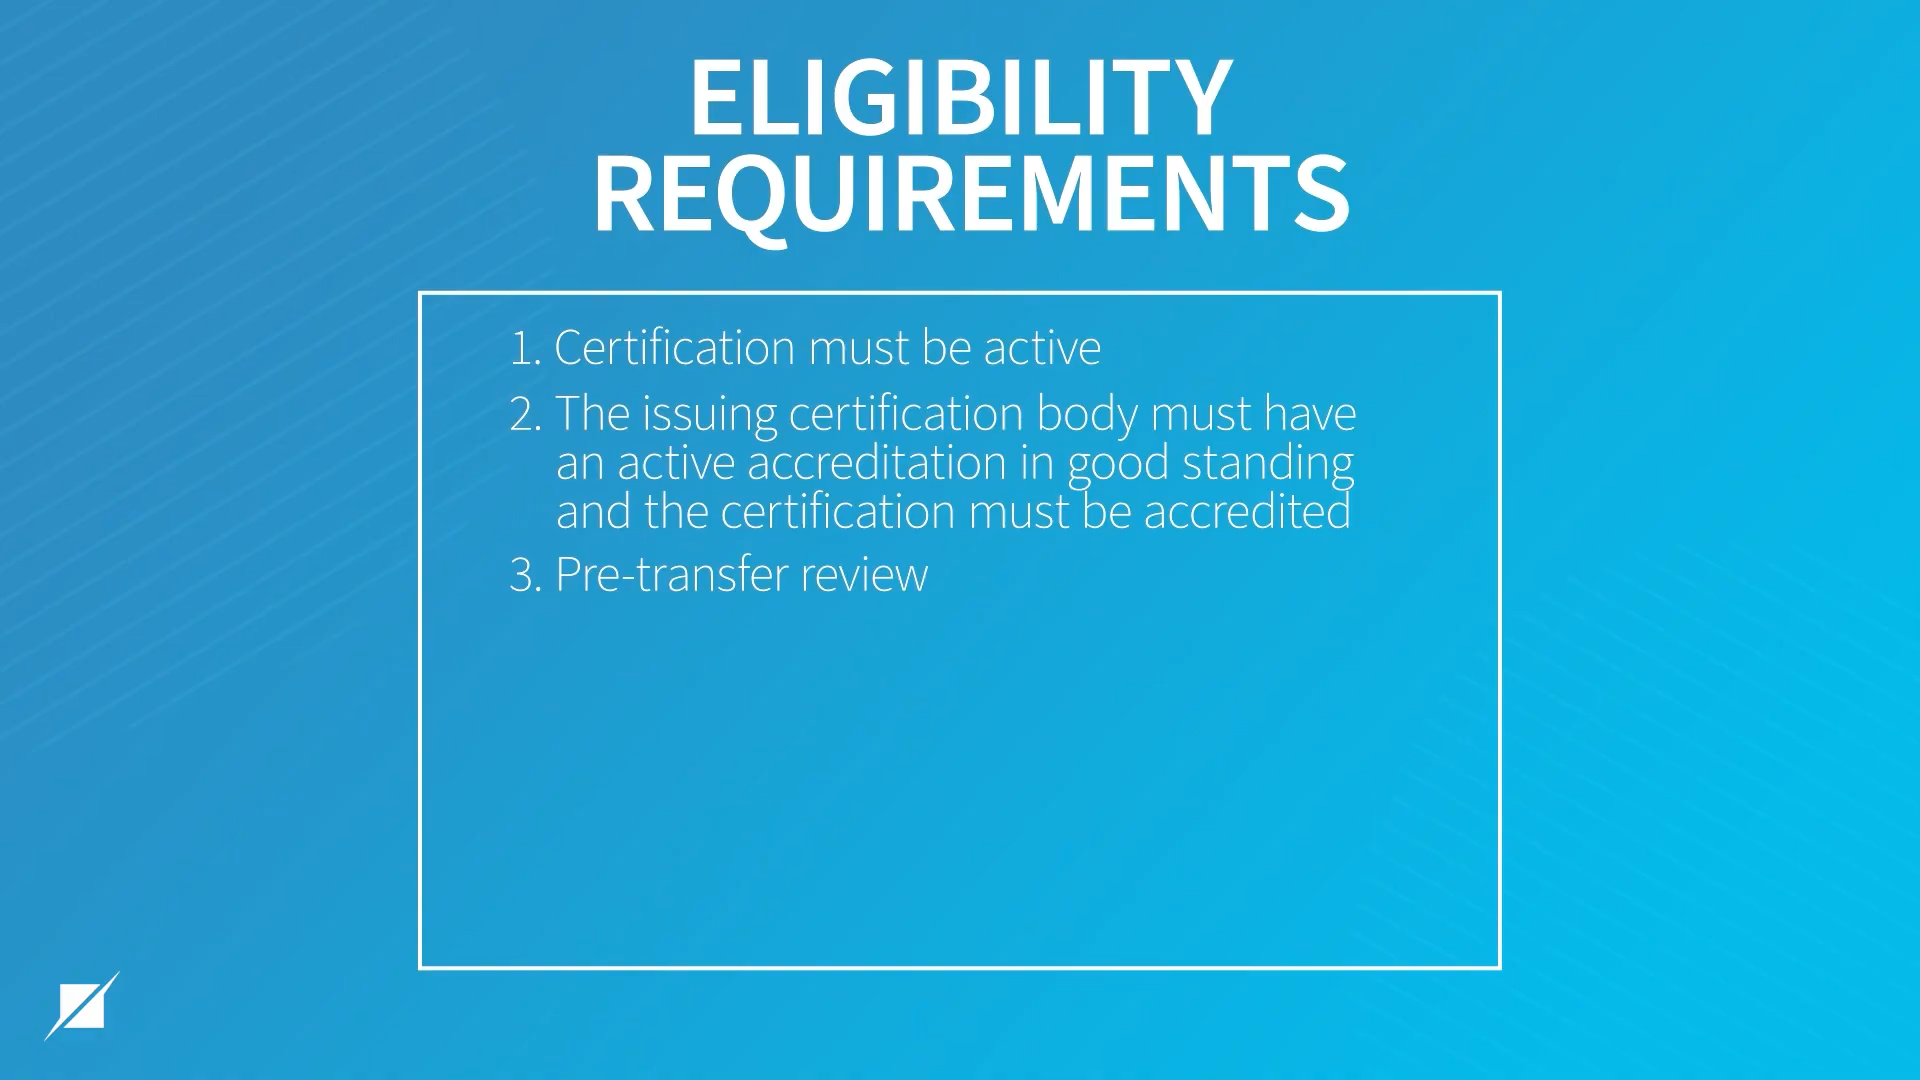 ELIGIBILITY
REQUIREMENTS
1. Certification must be active
2. The issuing certification body must have
an active accreditation in good standing
and the certification must be accredited
3. Pre-transfer review